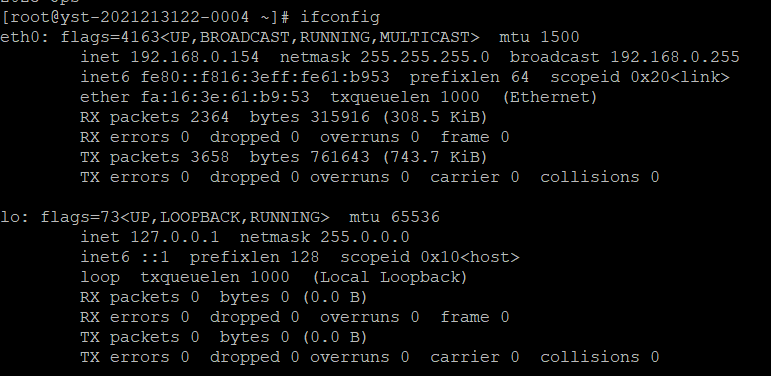 [root@yst-2021213122-0004 ~]# ifconfig
eth0: flags=4163<UP,BROADCAST,RUNNING,MULTICAST>  mtu 1500
        inet 192.168.0.154  netmask 255.255.255.0  broadcast 192.168.0.255
        inet6 fe80::f816:3eff:fe61:b953  prefixlen 64  scopeid 0x20<link>
        ether fa:16:3e:61:b9:53  txqueuelen 1000  (Ethernet)
        RX packets 2364  bytes 315916 (308.5 KiB)
        RX errors 0  dropped 0  overruns 0  frame 0
        TX packets 3658  bytes 761643 (743.7 KiB)
        TX errors 0  dropped 0 overruns 0  carrier 0  collisions 0

lo: flags=73<UP,LOOPBACK,RUNNING>  mtu 65536
        inet 127.0.0.1  netmask 255.0.0.0
        inet6 ::1  prefixlen 128  scopeid 0x10<host>
        loop  txqueuelen 1000  (Local Loopback)
        RX packets 0  bytes 0 (0.0 B)
        RX errors 0  dropped 0  overruns 0  frame 0
        TX packets 0  bytes 0 (0.0 B)
        TX errors 0  dropped 0 overruns 0  carrier 0  collisions 0